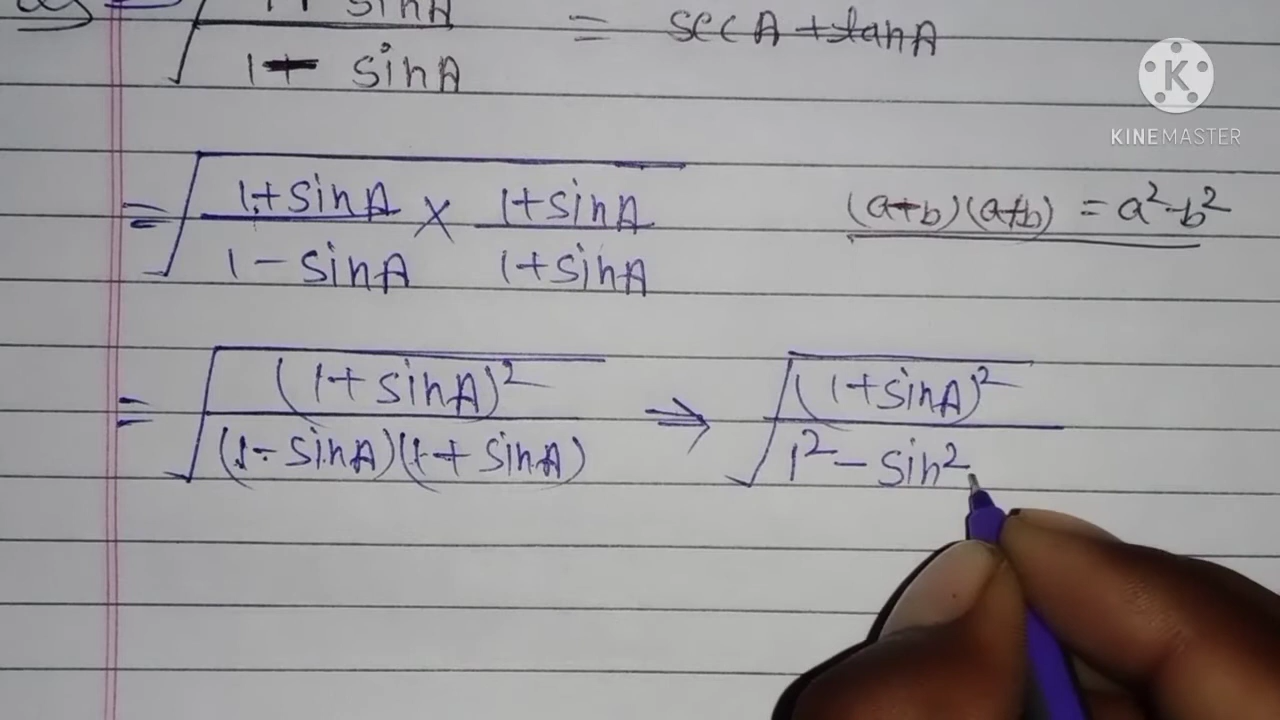 √(1+ sinA / 1- sinA) = secA + tanA
K
KINEMASTER
= √(1+sinA / 1-sinA × 1+sinA / 1+sinA)
(a-b)(a+b) = a²-b²
= √((1+sinA)² / (1-sinA)(1+sinA)) ⇒ √((1+sinA)² / 1²-sin²)